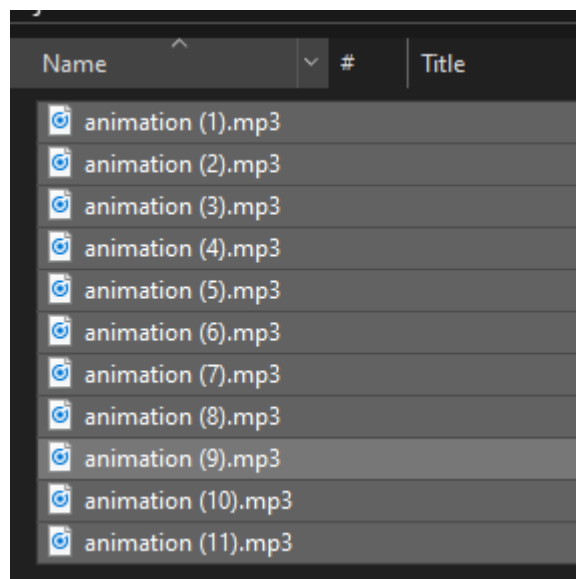 Name # Title
animation (1).mp3
animation (2).mp3
animation (3).mp3
animation (4).mp3
animation (5).mp3
animation (6).mp3
animation (7).mp3
animation (8).mp3
animation (9).mp3
animation (10).mp3
animation (11).mp3